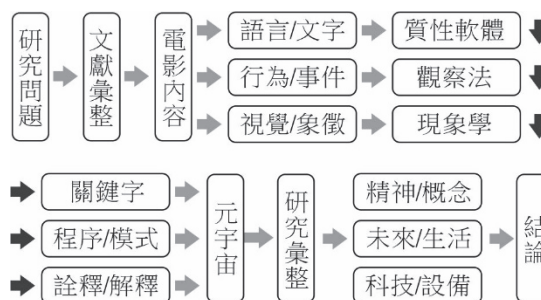 研究問題
文獻彙整
電影內容
語言/文字
質性軟體
行為/事件
觀察法
視覺/象徵
現象學
關鍵字
程序/模式
詮釋/解釋
元宇宙
研究彙整
精神/概念
未來/生活
科技/設備
結論